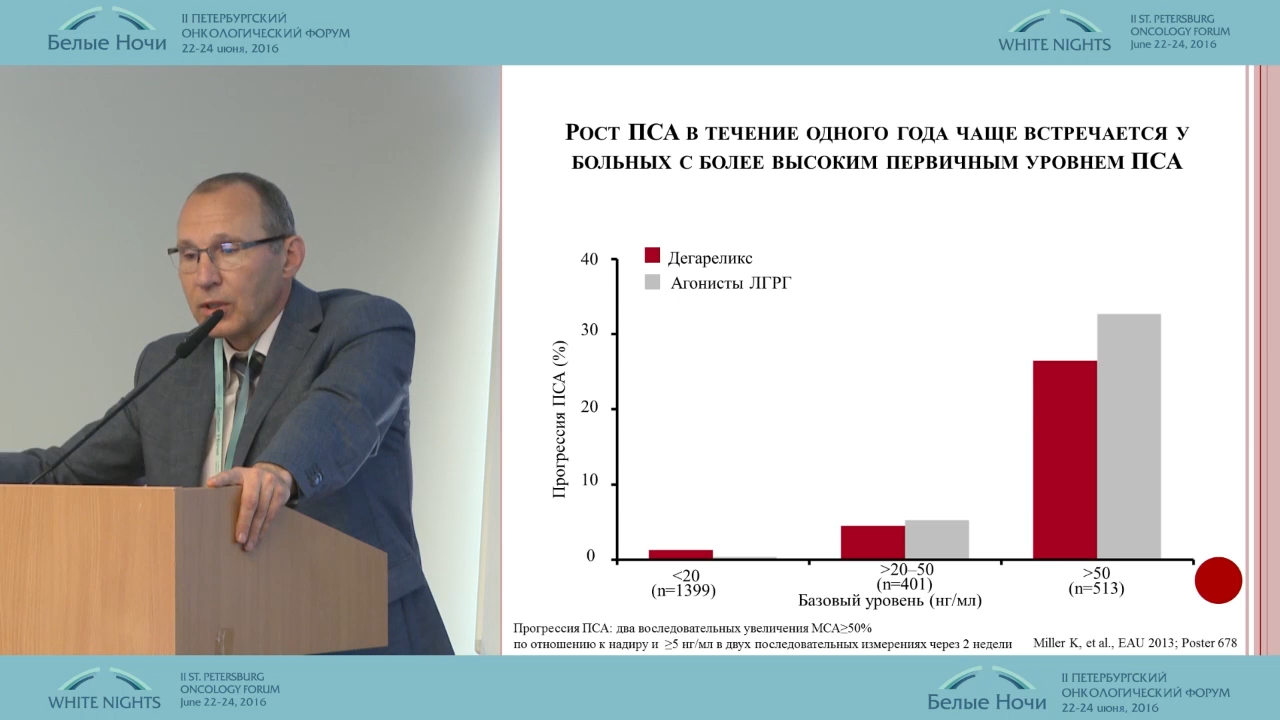 Белые Ночи
II ПЕТЕРБУРГСКИЙ
ОНКОЛОГИЧЕСКИЙ ФОРУМ
22-24 июня, 2016
WHITE NIGHTS
II ST. PETERSBURG
ONCOLOGY FORUM
June 22-24, 2016
Рост ПСА в течение одного года чаще встречается у
больных с более высоким первичным уровнем ПСА
Дегареликс
Агонисты ЛГРГ
Прогрессия ПСА (%)
40
30
20
10
0
<20
(n=1399)
>20–50
(n=401)
>50
(n=513)
Базовый уровень (нг/мл)
Прогрессия ПСА: два воследовательных увеличения МСА≥50%
по отношению к надиру и ≥5 нг/мл в двух последовательных измерениях через 2 недели
Miller K, et al., EAU 2013; Poster 678
WHITE NIGHTS
II ST. PETERSBURG
ONCOLOGY FORUM
June 22-24, 2016
Белые Ночи
II ПЕТЕРБУРГСКИЙ
ОНКОЛОГИЧЕСКИЙ ФОРУМ
22-24 июня, 2016